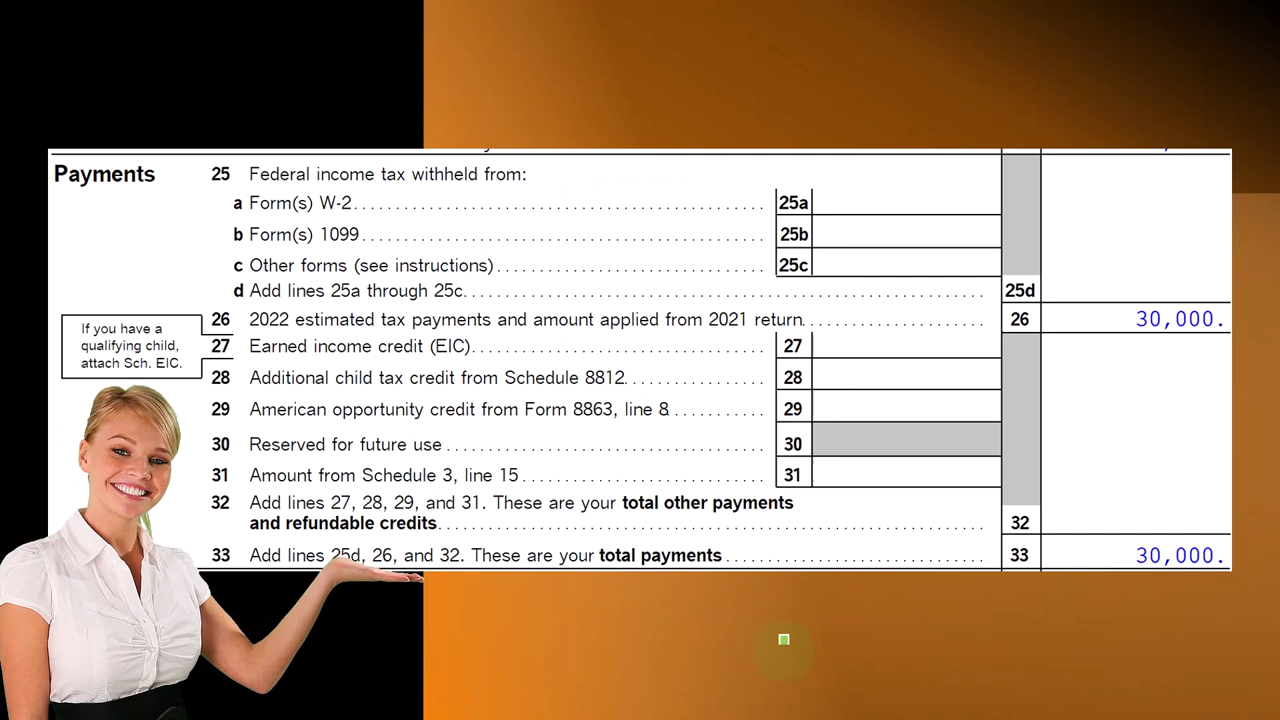 Payments 25 Federal income tax withheld from:
a Form(s) W-2 25a
b Form(s) 1099 25b
c Other forms (see instructions) 25c
d Add lines 25a through 25c 25d
26 2022 estimated tax payments and amount applied from 2021 return 26 30,000.
If you have a
qualifying child,
attach Sch. EIC.
27 Earned income credit (EIC) 27
28 Additional child tax credit from Schedule 8812 28
29 American opportunity credit from Form 8863, line 8 29
30 Reserved for future use 30
31 Amount from Schedule 3, line 15 31
32 Add lines 27, 28, 29, and 31. These are your total other payments
and refundable credits 32
33 Add lines 25d, 26, and 32. These are your total payments 33 30,000.